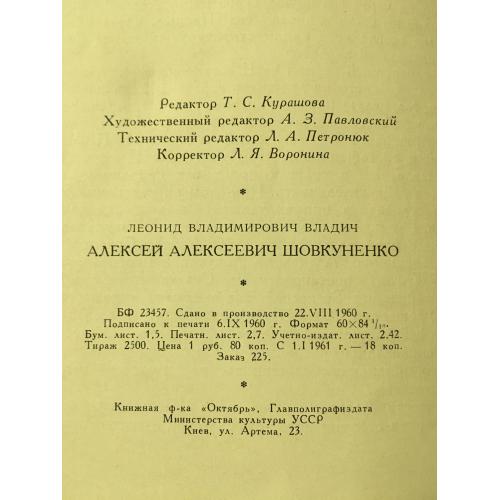 Редактор Т. С. Курашова
Художественный редактор А. З. Павловский
Технический редактор Л. А. Петронюк
Корректор Л. Я. Воронина
*
ЛЕОНИД ВЛАДИМИРОВИЧ ВЛАДИЧ
АЛЕКСЕЙ АЛЕКСЕЕВИЧ ШОВКУНЕНКО
*
БФ 23457. Сдано в производство 22.VIII 1960 г.
Подписано к печати 6.IX 1960 г. Формат 60×84 ¹/₁₆.
Бум. лист. 1,5. Печатн. лист. 2,7. Учетно-издат. лист. 2.42.
Тираж 2500. Цена 1 руб. 80 коп. С 1.I 1961 г. — 18 коп.
Заказ 225.
*
Книжная ф-ка «Октябрь», Главполиграфиздата
Министерства культуры УССР
Киев, ул. Артема, 23.